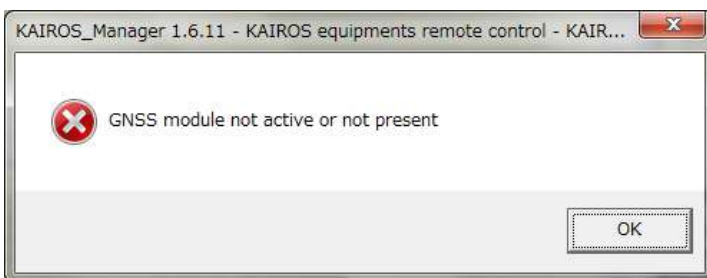 KAIROS_Manager 1.6.11 - KAIROS equipments remote control - KAIR...
GNSS module not active or not present
OK